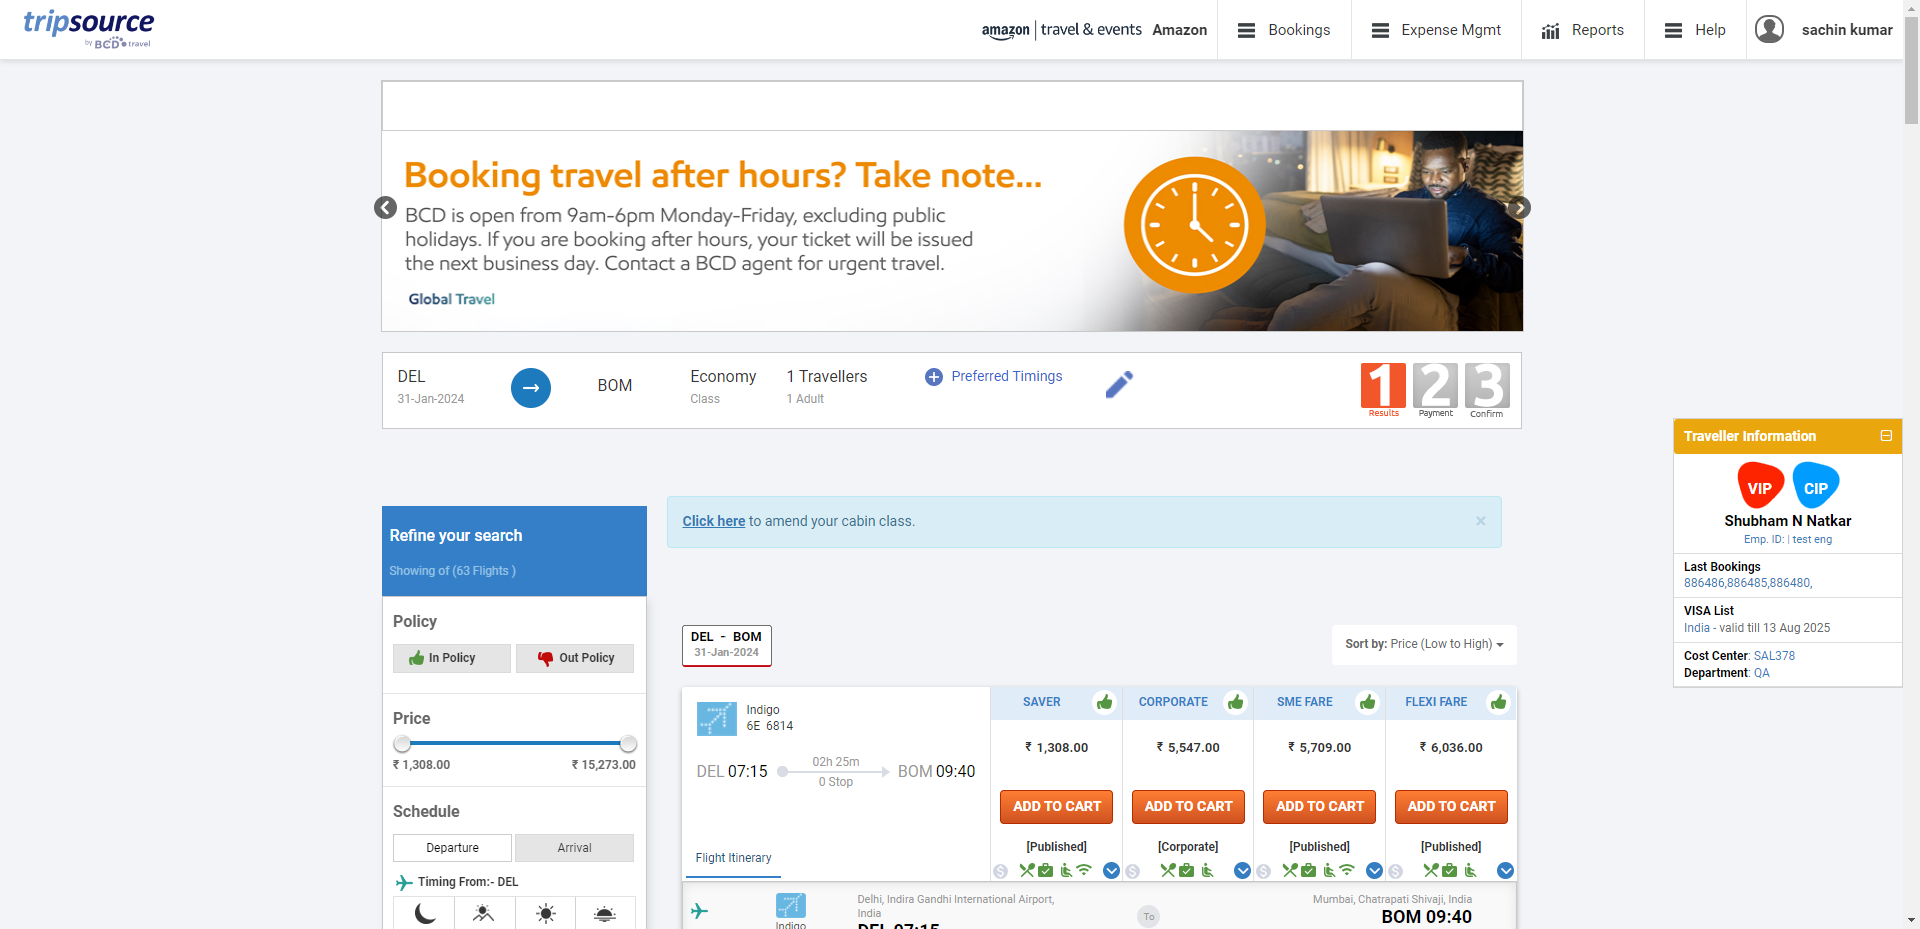 tripsource
by BCD travel
amazon travel & events Amazon
Bookings
Expense Mgmt
Reports
Help
sachin kumar
Booking travel after hours? Take note...
BCD is open from 9am-6pm Monday-Friday, excluding public
holidays. If you are booking after hours, your ticket will be issued
the next business day. Contact a BCD agent for urgent travel.
Global Travel
DEL
31-Jan-2024
BOM
Economy
Class
1 Travellers
1 Adult
Preferred Timings
1 Results
2 Payment
3 Confirm
Traveller Information
VIP CIP
Shubham N Natkar
Emp. ID: | test eng
Last Bookings
886486,886485,886480,
VISA List
India - valid till 13 Aug 2025
Cost Center: SAL378
Department: QA
Click here to amend your cabin class.
×
Refine your search
Showing of (63 Flights )
Policy
In Policy
Out Policy
Price
₹ 1,308.00 ₹ 15,273.00
Schedule
Departure Arrival
Timing From:- DEL
DEL - BOM
31-Jan-2024
Sort by: Price (Low to High)
Indigo
6E 6814
DEL 07:15
02h 25m
0 Stop
BOM 09:40
Flight Itinerary
SAVER
₹ 1,308.00
ADD TO CART
[Published]
CORPORATE
₹ 5,547.00
ADD TO CART
[Corporate]
SME FARE
₹ 5,709.00
ADD TO CART
[Published]
FLEXI FARE
₹ 6,036.00
ADD TO CART
[Published]
Indigo
Delhi, Indira Gandhi International Airport,
India
DEL 07:15
To
Mumbai, Chatrapati Shivaji, India
BOM 09:40